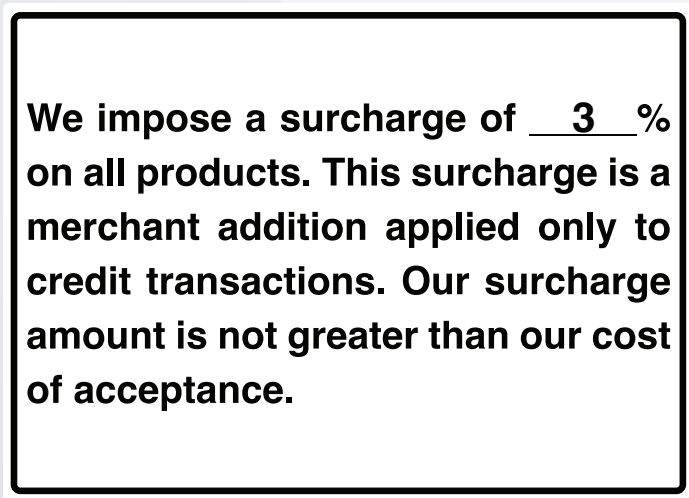 We impose a surcharge of __3__%
on all products. This surcharge is a
merchant addition applied only to
credit transactions. Our surcharge
amount is not greater than our cost
of acceptance.